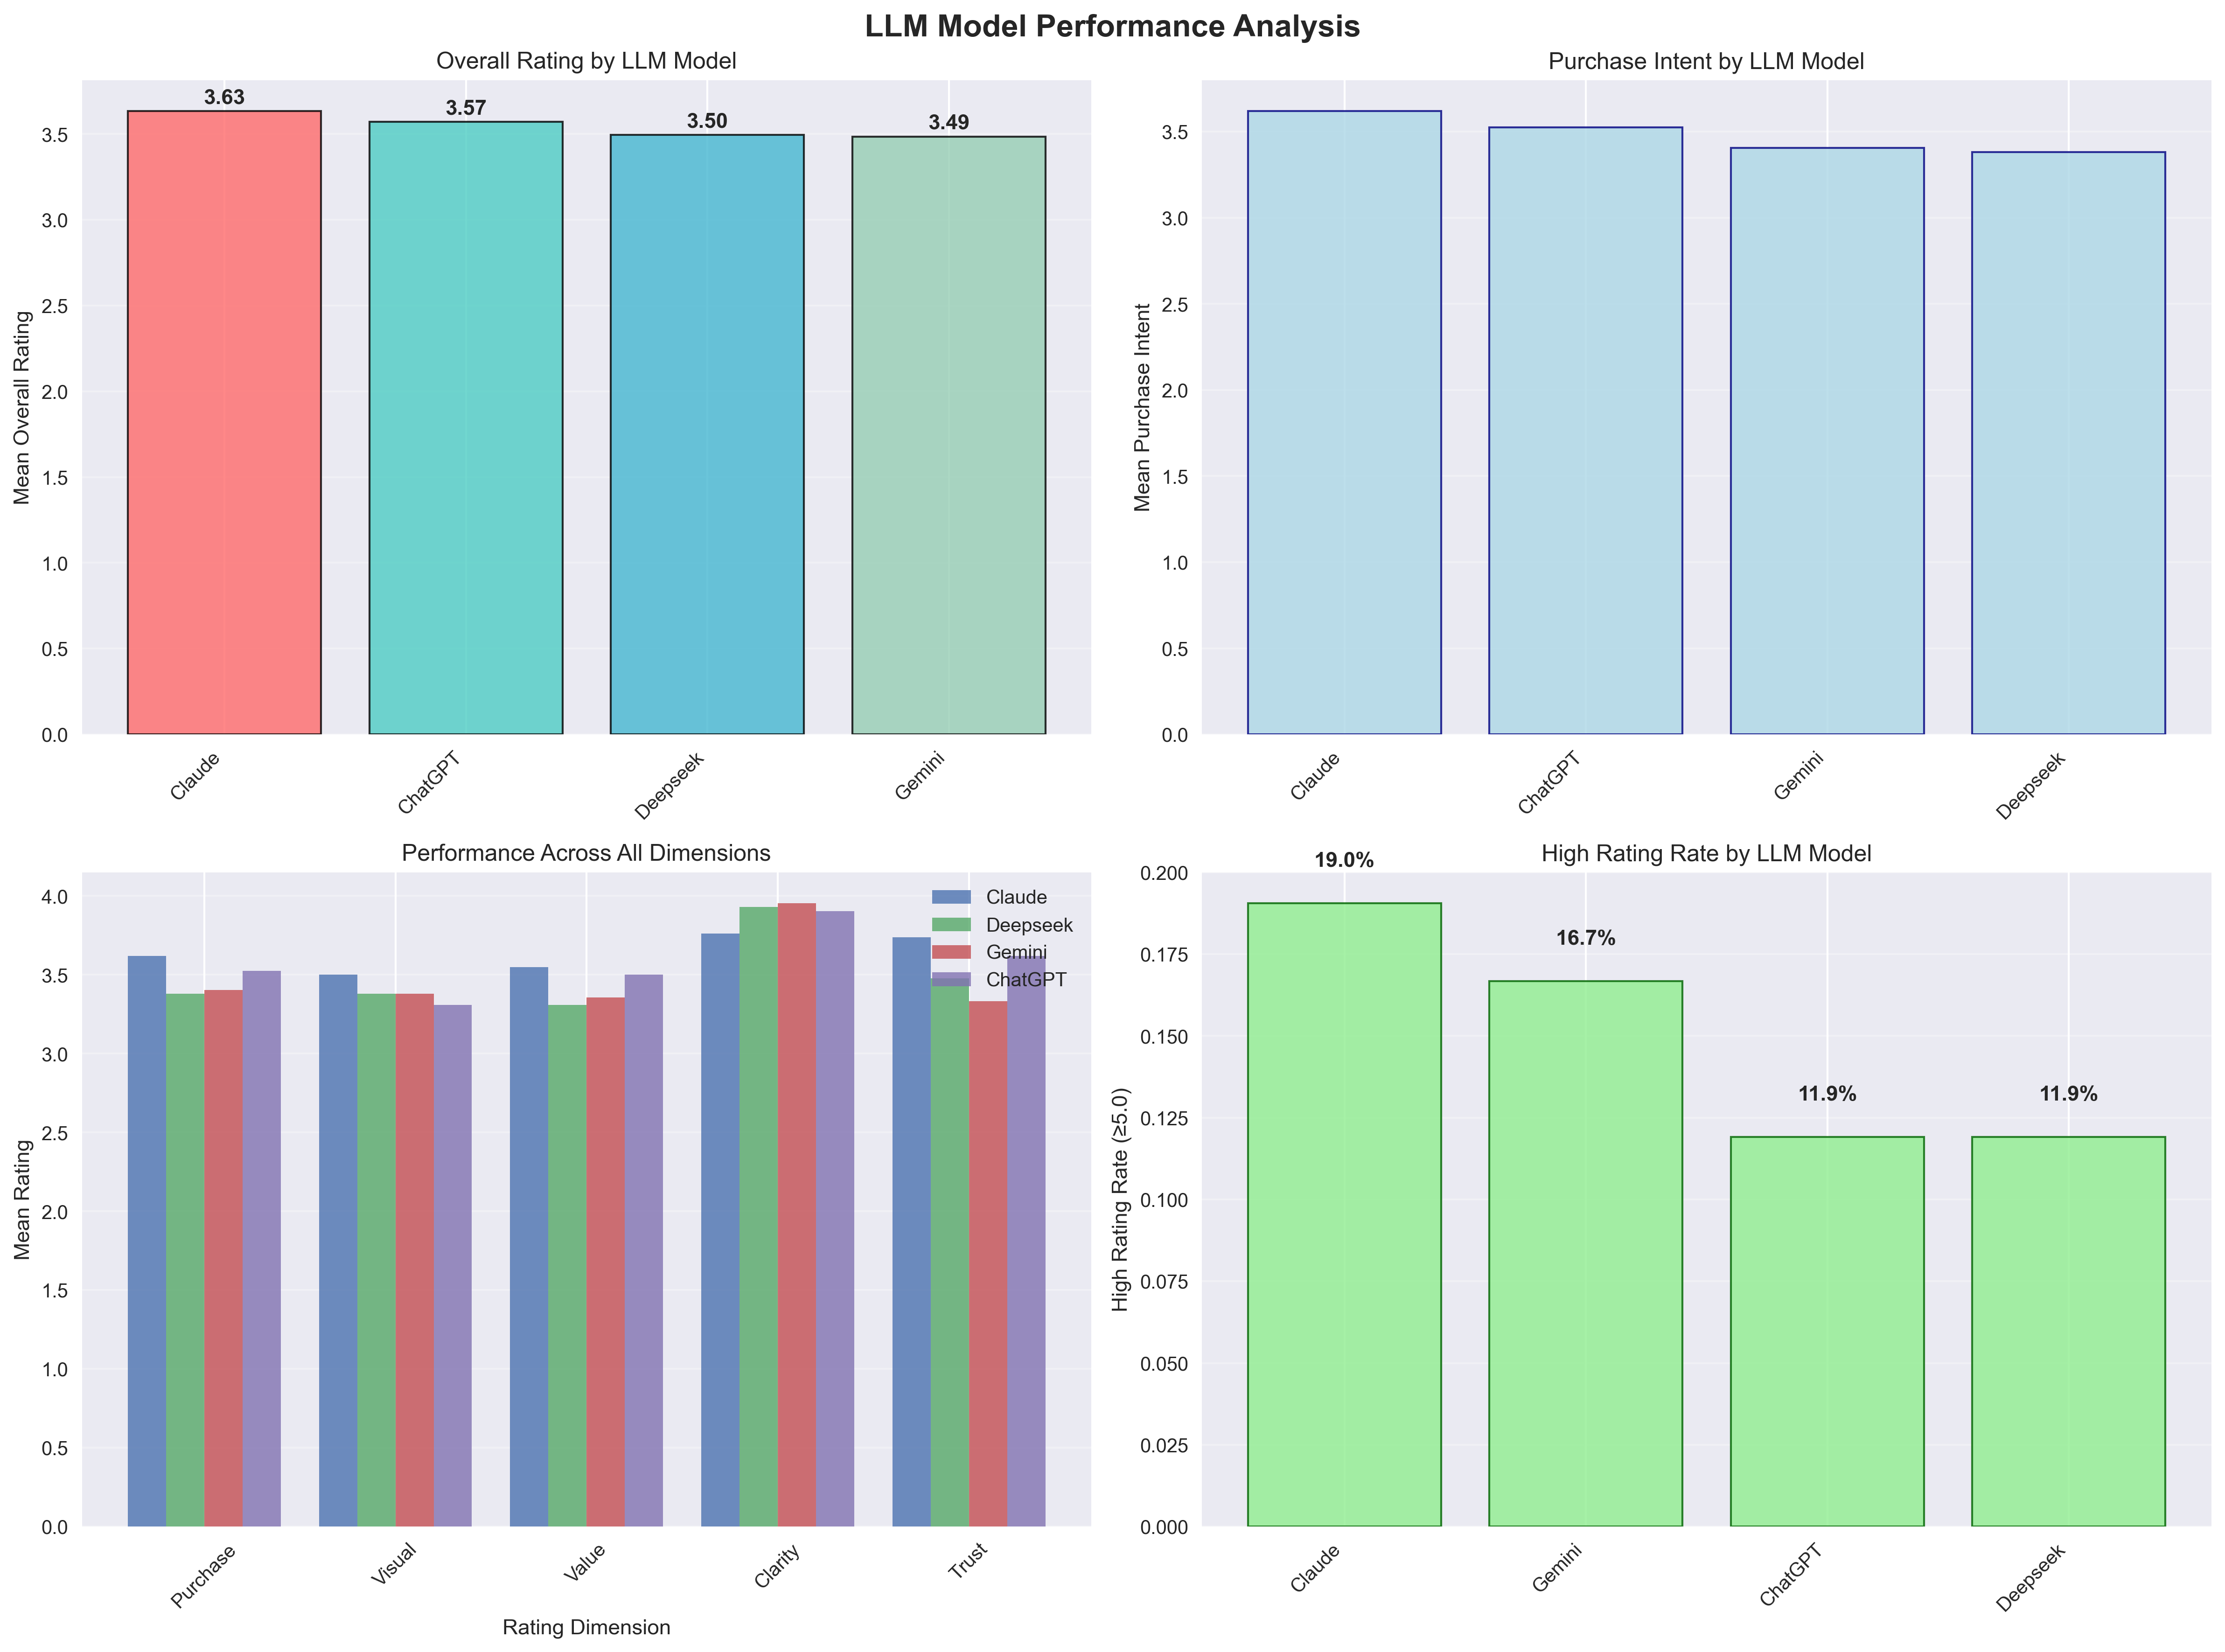 LLM Model Performance Analysis
Overall Rating by LLM Model
Mean Overall Rating
3.5
3.0
2.5
2.0
1.5
1.0
0.5
0.0
3.63
3.57
3.50
3.49
Claude
ChatGPT
Deepseek
Gemini
Purchase Intent by LLM Model
Mean Purchase Intent
3.5
3.0
2.5
2.0
1.5
1.0
0.5
0.0
Claude
ChatGPT
Gemini
Deepseek
Performance Across All Dimensions
Mean Rating
4.0
3.5
3.0
2.5
2.0
1.5
1.0
0.5
0.0
Claude
Deepseek
Gemini
ChatGPT
Purchase
Visual
Value
Clarity
Trust
Rating Dimension
High Rating Rate by LLM Model
High Rating Rate (≥5.0)
0.200
0.175
0.150
0.125
0.100
0.075
0.050
0.025
0.000
19.0%
16.7%
11.9%
11.9%
Claude
Gemini
ChatGPT
Deepseek